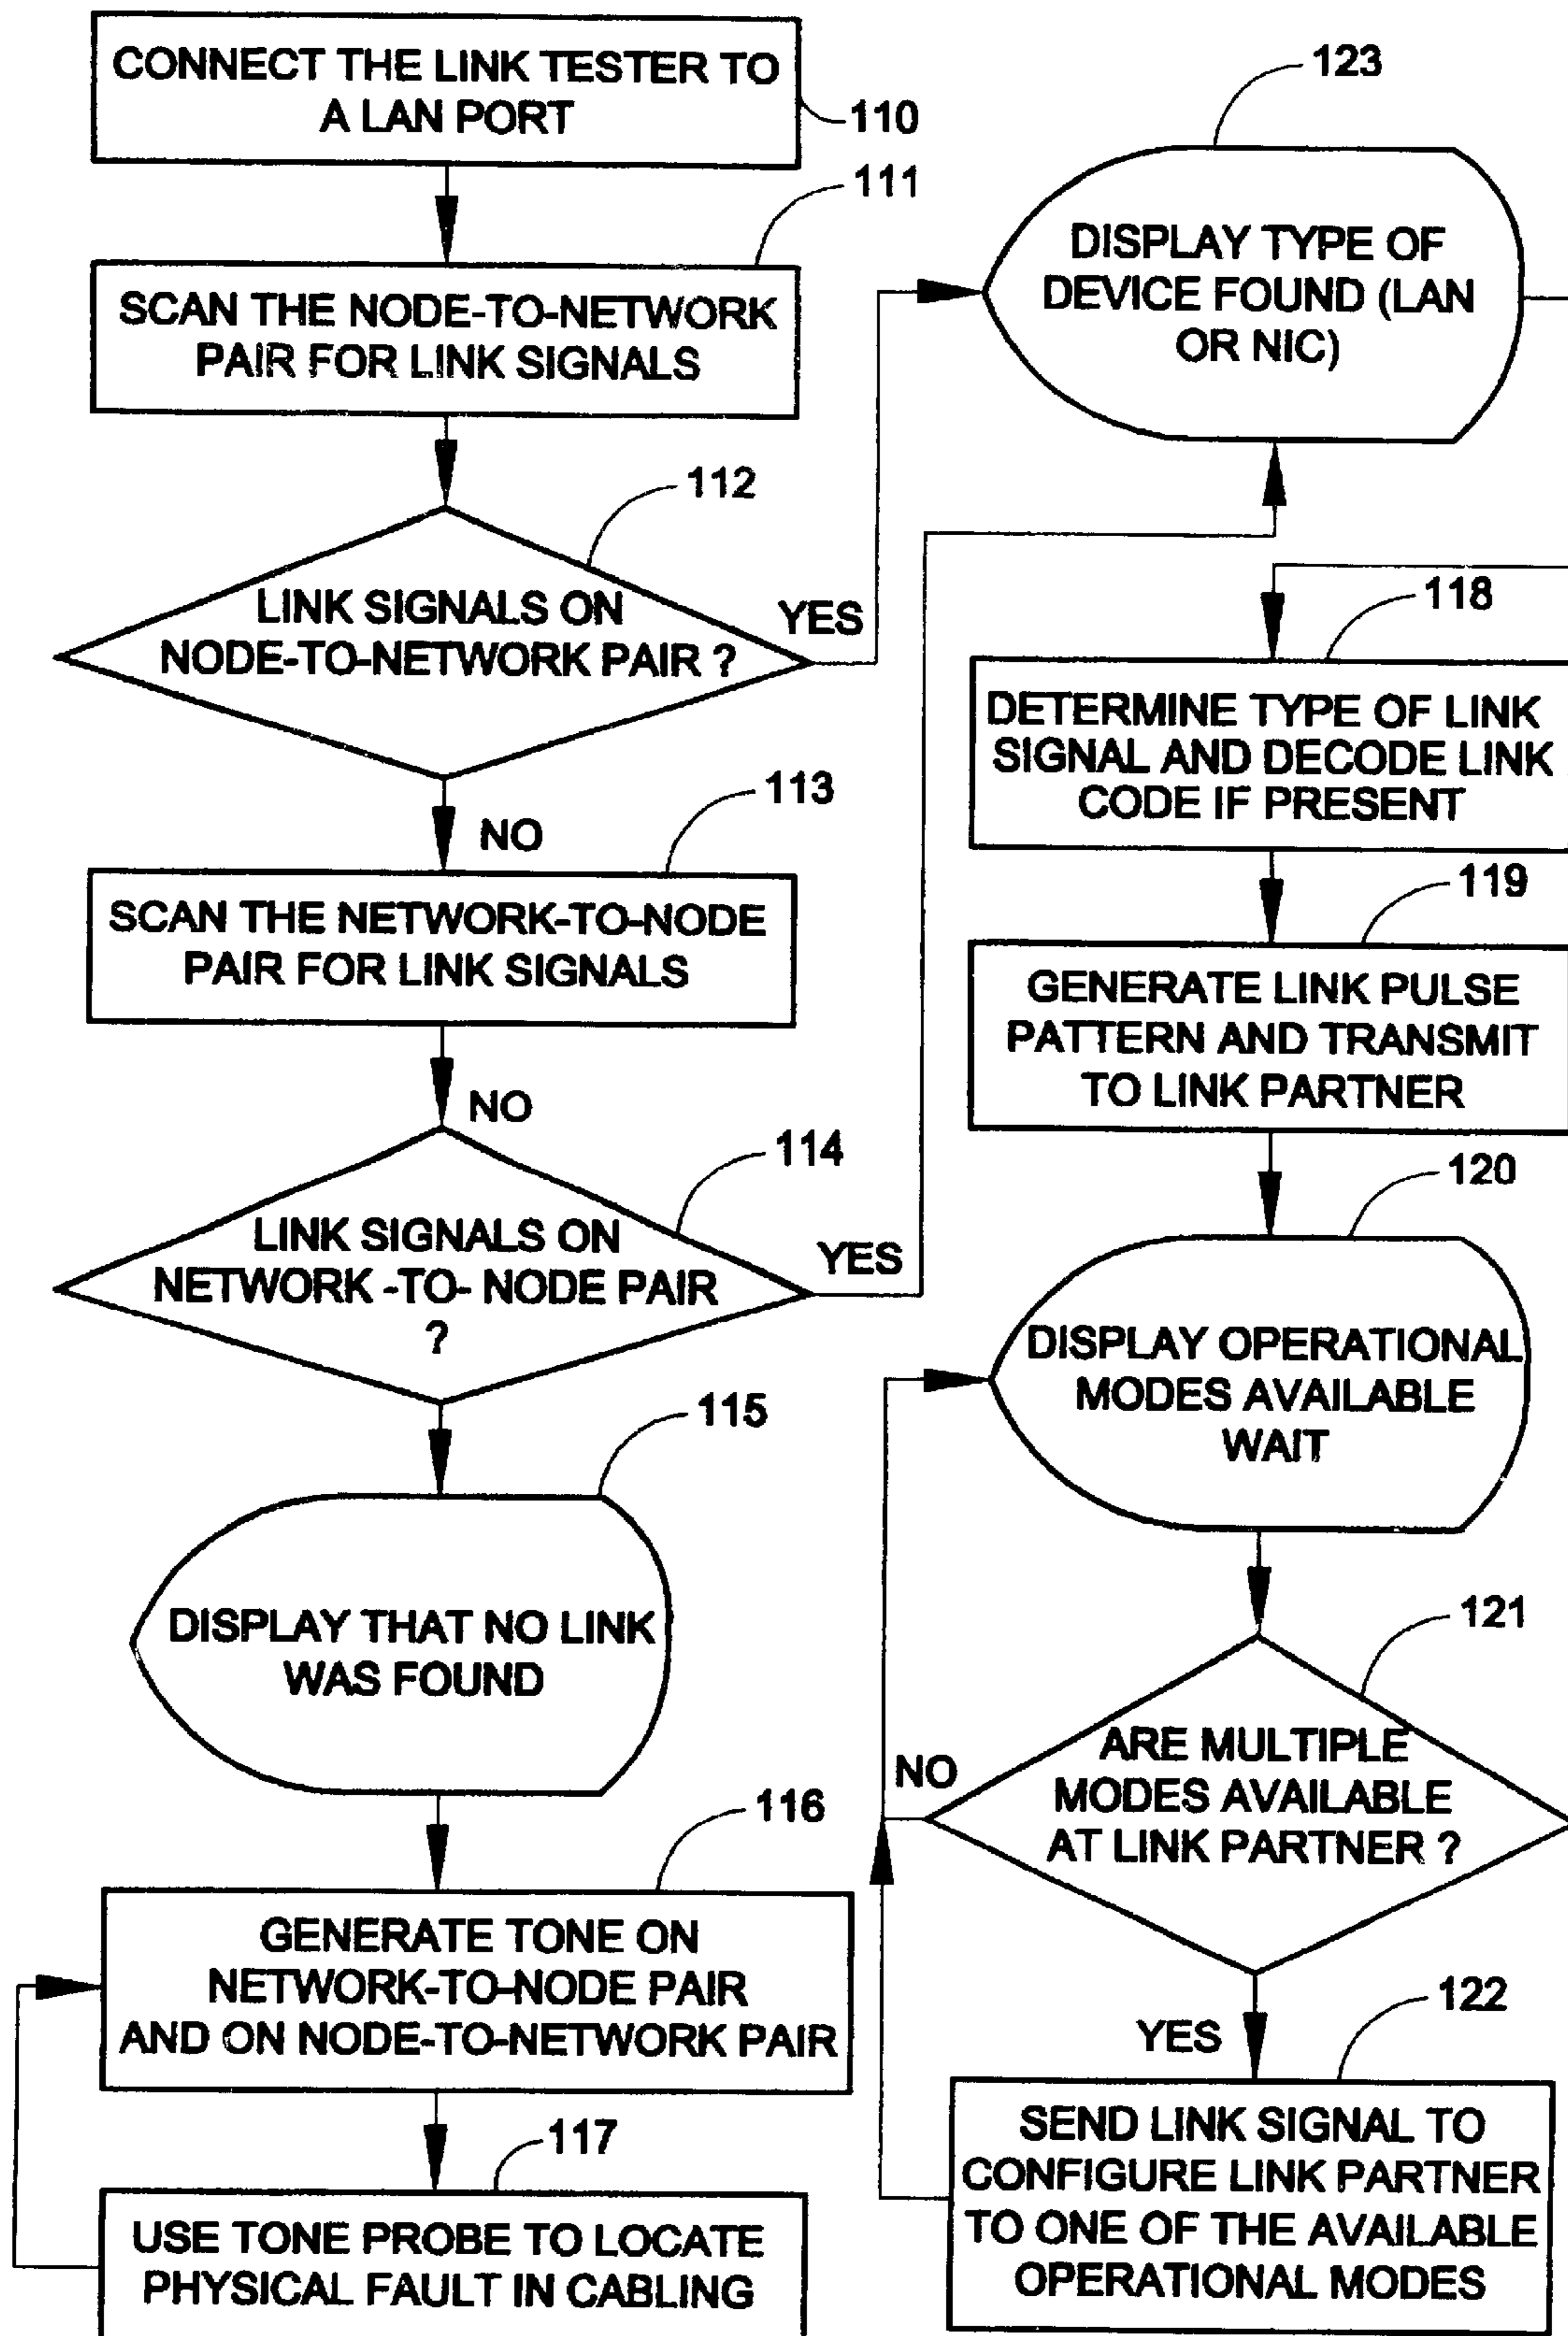 CONNECT THE LINK TESTER TO
A LAN PORT
110
111
SCAN THE NODE-TO-NETWORK
PAIR FOR LINK SIGNALS
112
LINK SIGNALS ON
NODE-TO-NETWORK PAIR ?
YES
NO
113
SCAN THE NETWORK-TO-NODE
PAIR FOR LINK SIGNALS
NO
114
LINK SIGNALS ON
NETWORK -TO- NODE PAIR
?
YES
115
DISPLAY THAT NO LINK
WAS FOUND
116
GENERATE TONE ON
NETWORK-TO-NODE PAIR
AND ON NODE-TO-NETWORK PAIR
117
USE TONE PROBE TO LOCATE
PHYSICAL FAULT IN CABLING
123
DISPLAY TYPE OF
DEVICE FOUND (LAN
OR NIC)
118
DETERMINE TYPE OF LINK
SIGNAL AND DECODE LINK
CODE IF PRESENT
119
GENERATE LINK PULSE
PATTERN AND TRANSMIT
TO LINK PARTNER
120
DISPLAY OPERATIONAL
MODES AVAILABLE
WAIT
121
ARE MULTIPLE
MODES AVAILABLE
AT LINK PARTNER ?
NO
YES
122
SEND LINK SIGNAL TO
CONFIGURE LINK PARTNER
TO ONE OF THE AVAILABLE
OPERATIONAL MODES